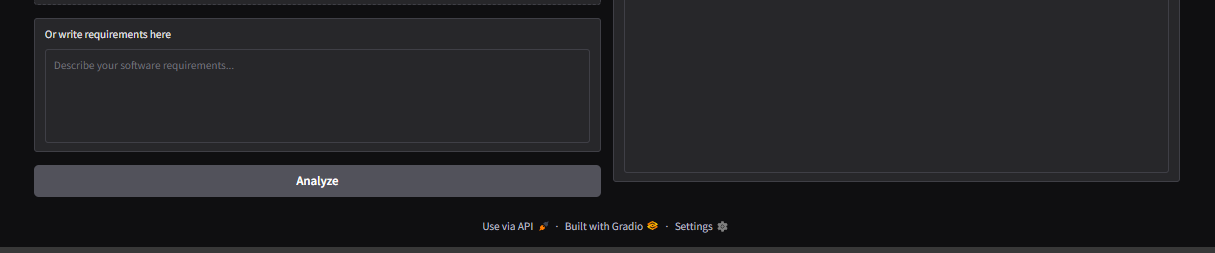 Or write requirements here
Describe your software requirements...
Analyze
Use via API · Built with Gradio · Settings